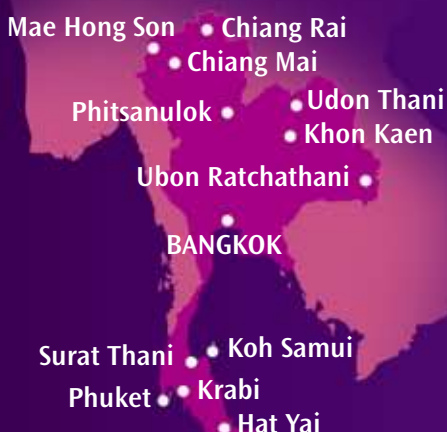 Mae Hong Son
Chiang Rai
Chiang Mai
Phitsanulok
Udon Thani
Khon Kaen
Ubon Ratchathani
BANGKOK
Surat Thani
Koh Samui
Phuket
Krabi
Hat Yai